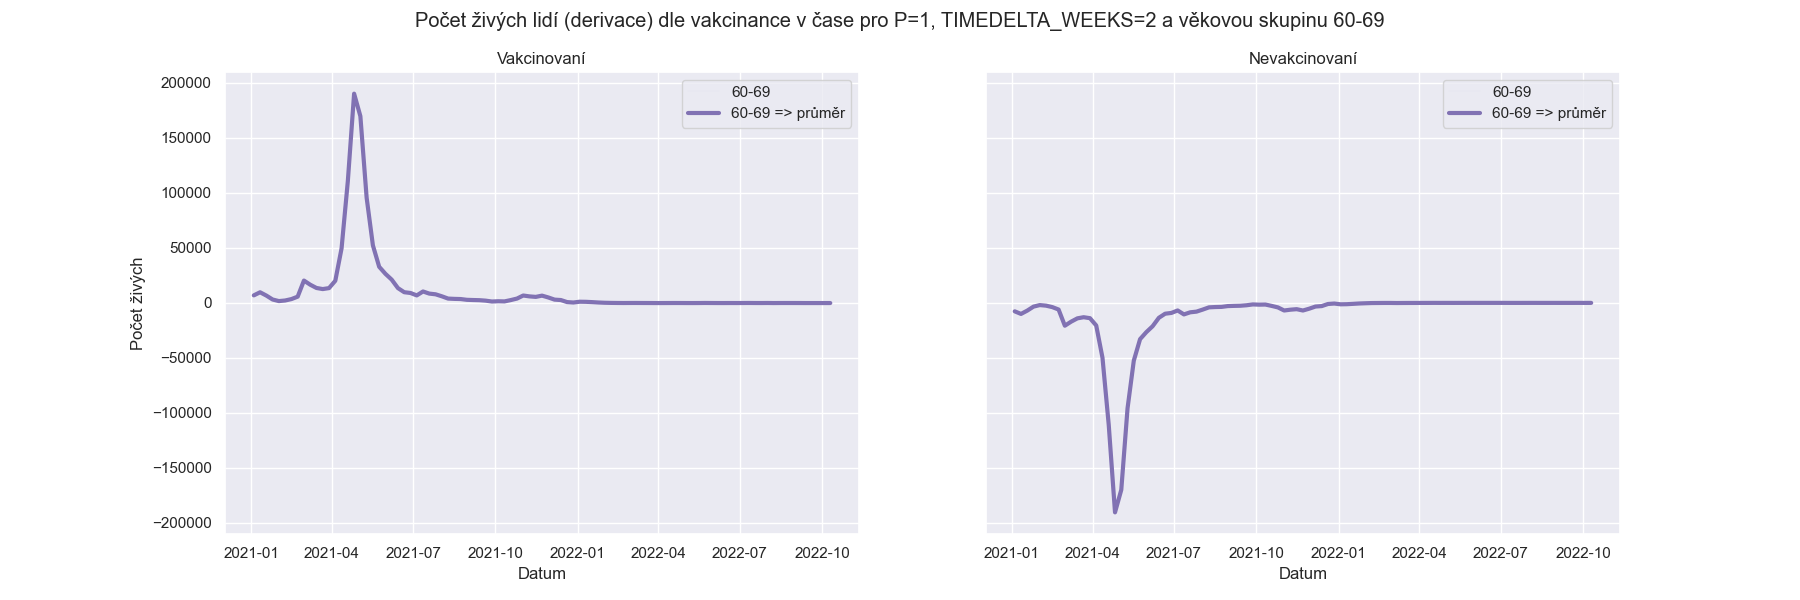 Počet živých lidí (derivace) dle vakcinance v čase pro P=1, TIMEDELTA_WEEKS=2 a věkovou skupinu 60-69
Vakcinovaní
60-69
60-69 => průměr
200000
150000
100000
50000
0
−50000
−100000
−150000
−200000
Počet živých
2021-01 2021-04 2021-07 2021-10 2022-01 2022-04 2022-07 2022-10
Datum
Nevakcinovaní
60-69
60-69 => průměr
2021-01 2021-04 2021-07 2021-10 2022-01 2022-04 2022-07 2022-10
Datum